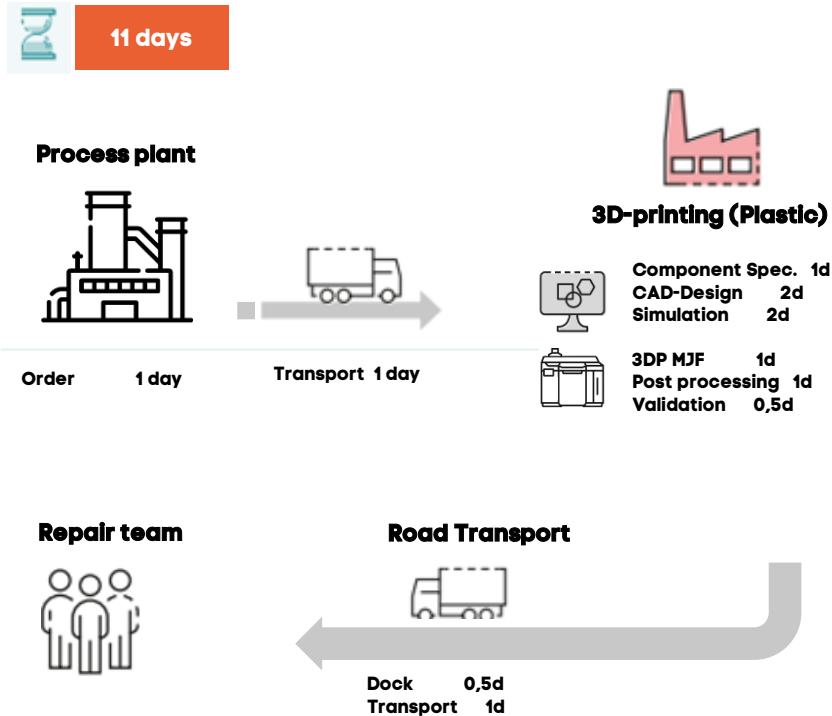 11 days
Process plant
3D-printing (Plastic)
Component Spec. 1d
CAD-Design 2d
Simulation 2d
Order 1 day
Transport 1 day
3DP MJF 1d
Post processing 1d
Validation 0,5d
Repair team
Road Transport
Dock 0,5d
Transport 1d